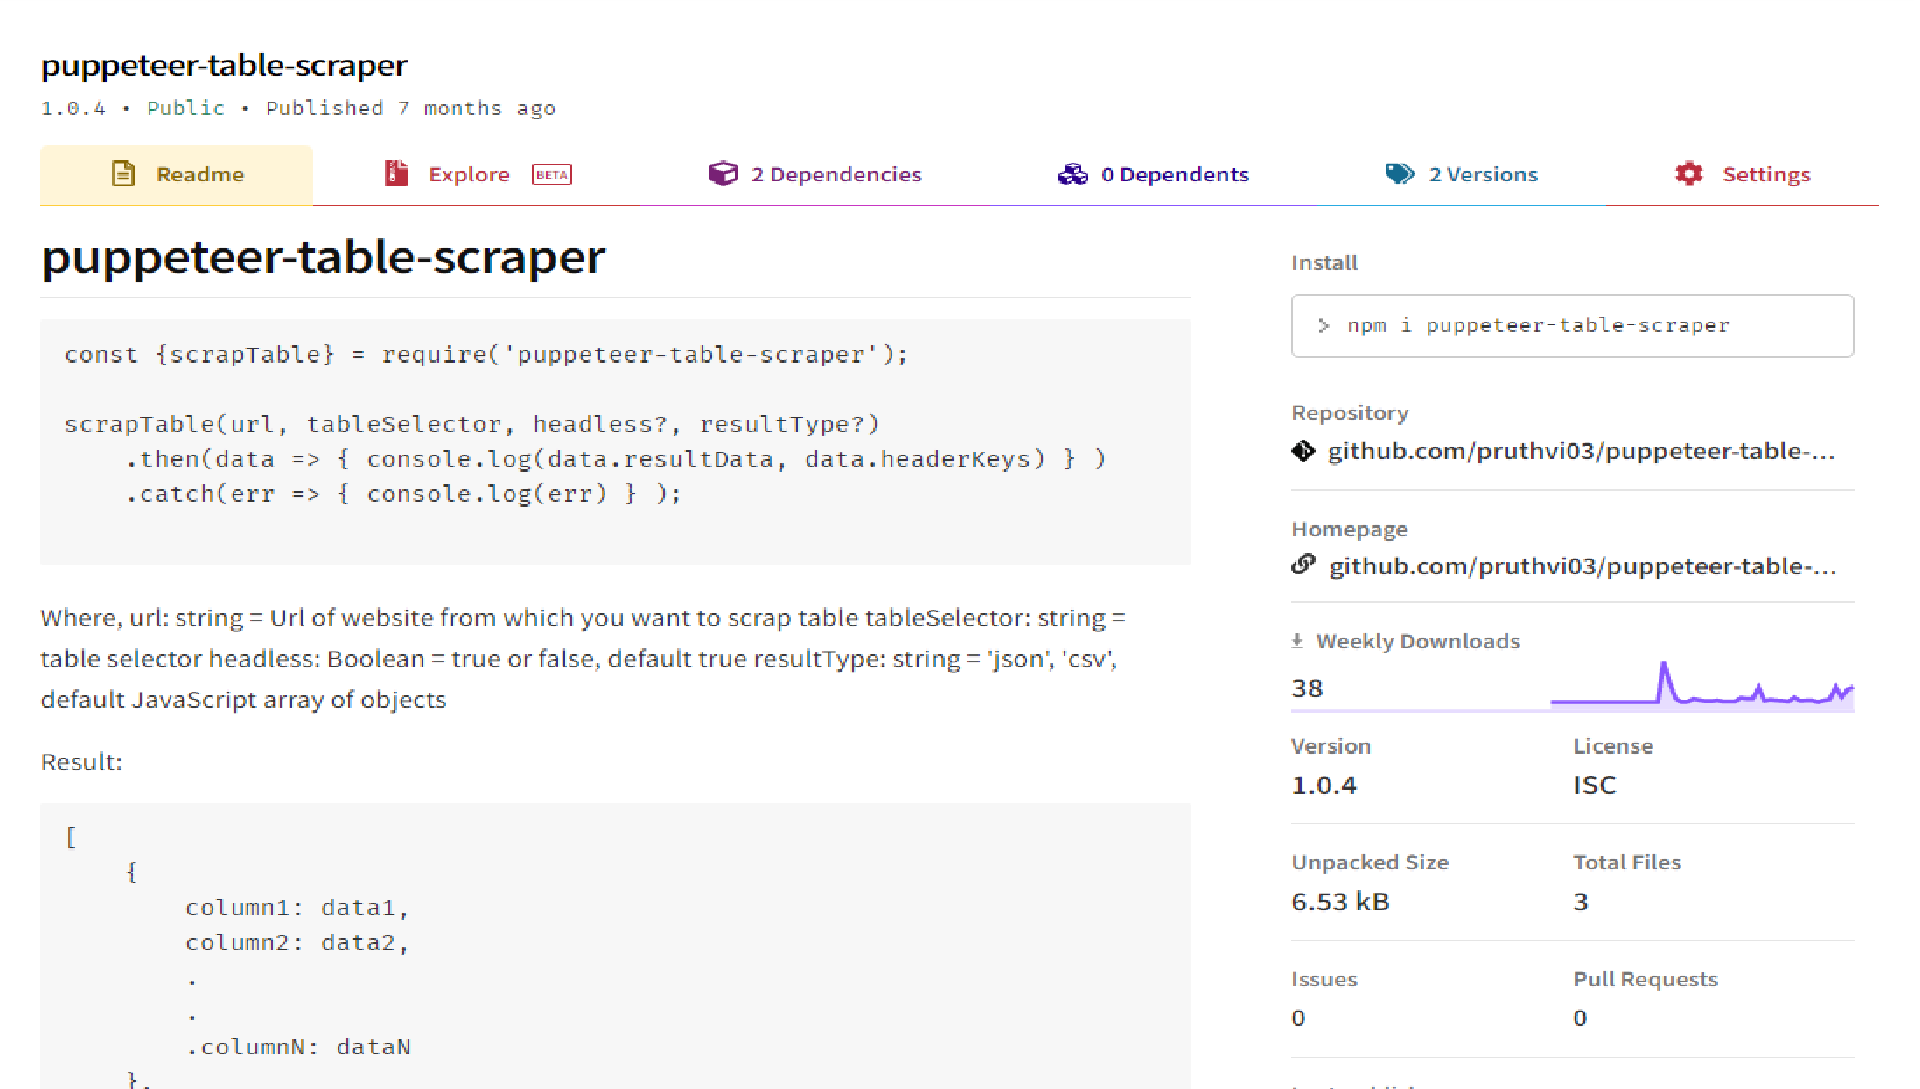 puppeteer-table-scraper
1.0.4 • Public • Published 7 months ago
Readme
Explore BETA
2 Dependencies
0 Dependents
2 Versions
Settings
puppeteer-table-scraper
const {scrapTable} = require('puppeteer-table-scraper');
scrapTable(url, tableSelector, headless?, resultType?)
.then(data => { console.log(data.resultData, data.headerKeys) } )
.catch(err => { console.log(err) } );
Where, url: string = Url of website from which you want to scrap table tableSelector: string =
table selector headless: Boolean = true or false, default true resultType: string = 'json', 'csv',
default JavaScript array of objects
Result:
[
{
column1: data1,
column2: data2,
.
.
.columnN: dataN
},
Install
> npm i puppeteer-table-scraper
Repository
github.com/pruthvi03/puppeteer-table-...
Homepage
github.com/pruthvi03/puppeteer-table-...
Weekly Downloads
38
Version
1.0.4
License
ISC
Unpacked Size
6.53 kB
Total Files
3
Issues
0
Pull Requests
0